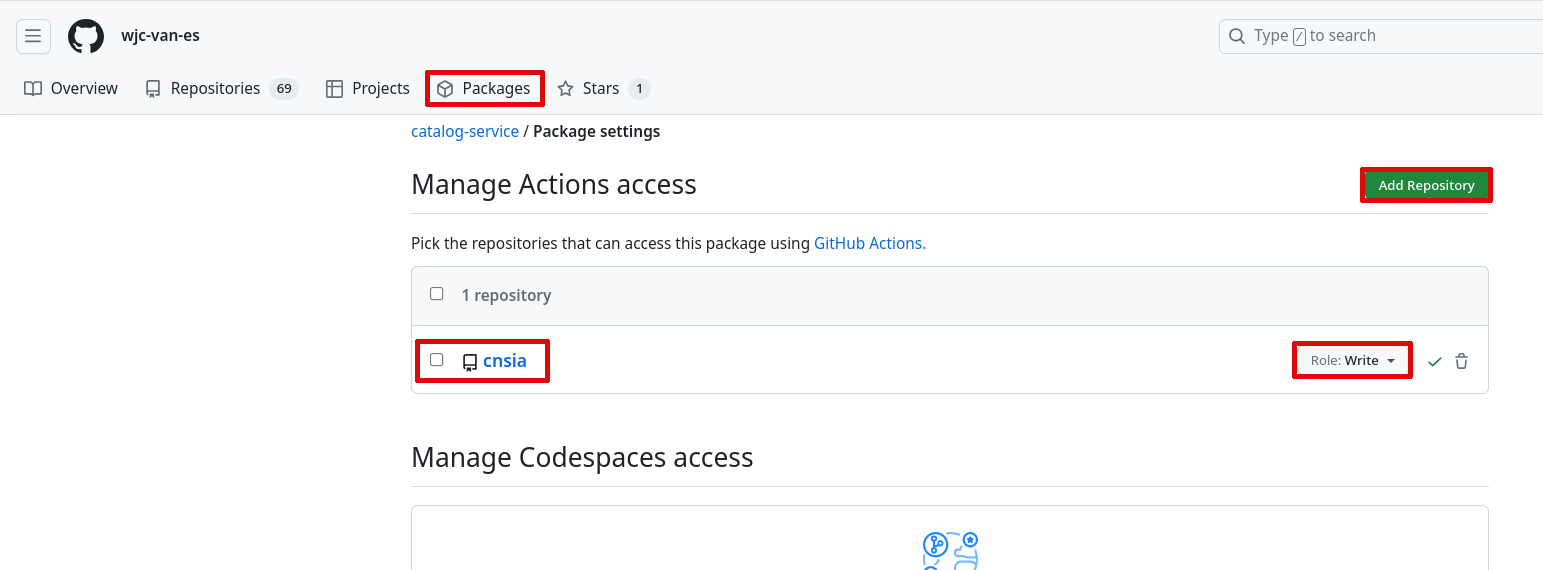 wjc-van-es
Type / to search
Overview Repositories 69 Projects Packages Stars 1
catalog-service / Package settings
Manage Actions access
Add Repository
Pick the repositories that can access this package using GitHub Actions.
1 repository
cnsia Role: Write
Manage Codespaces access